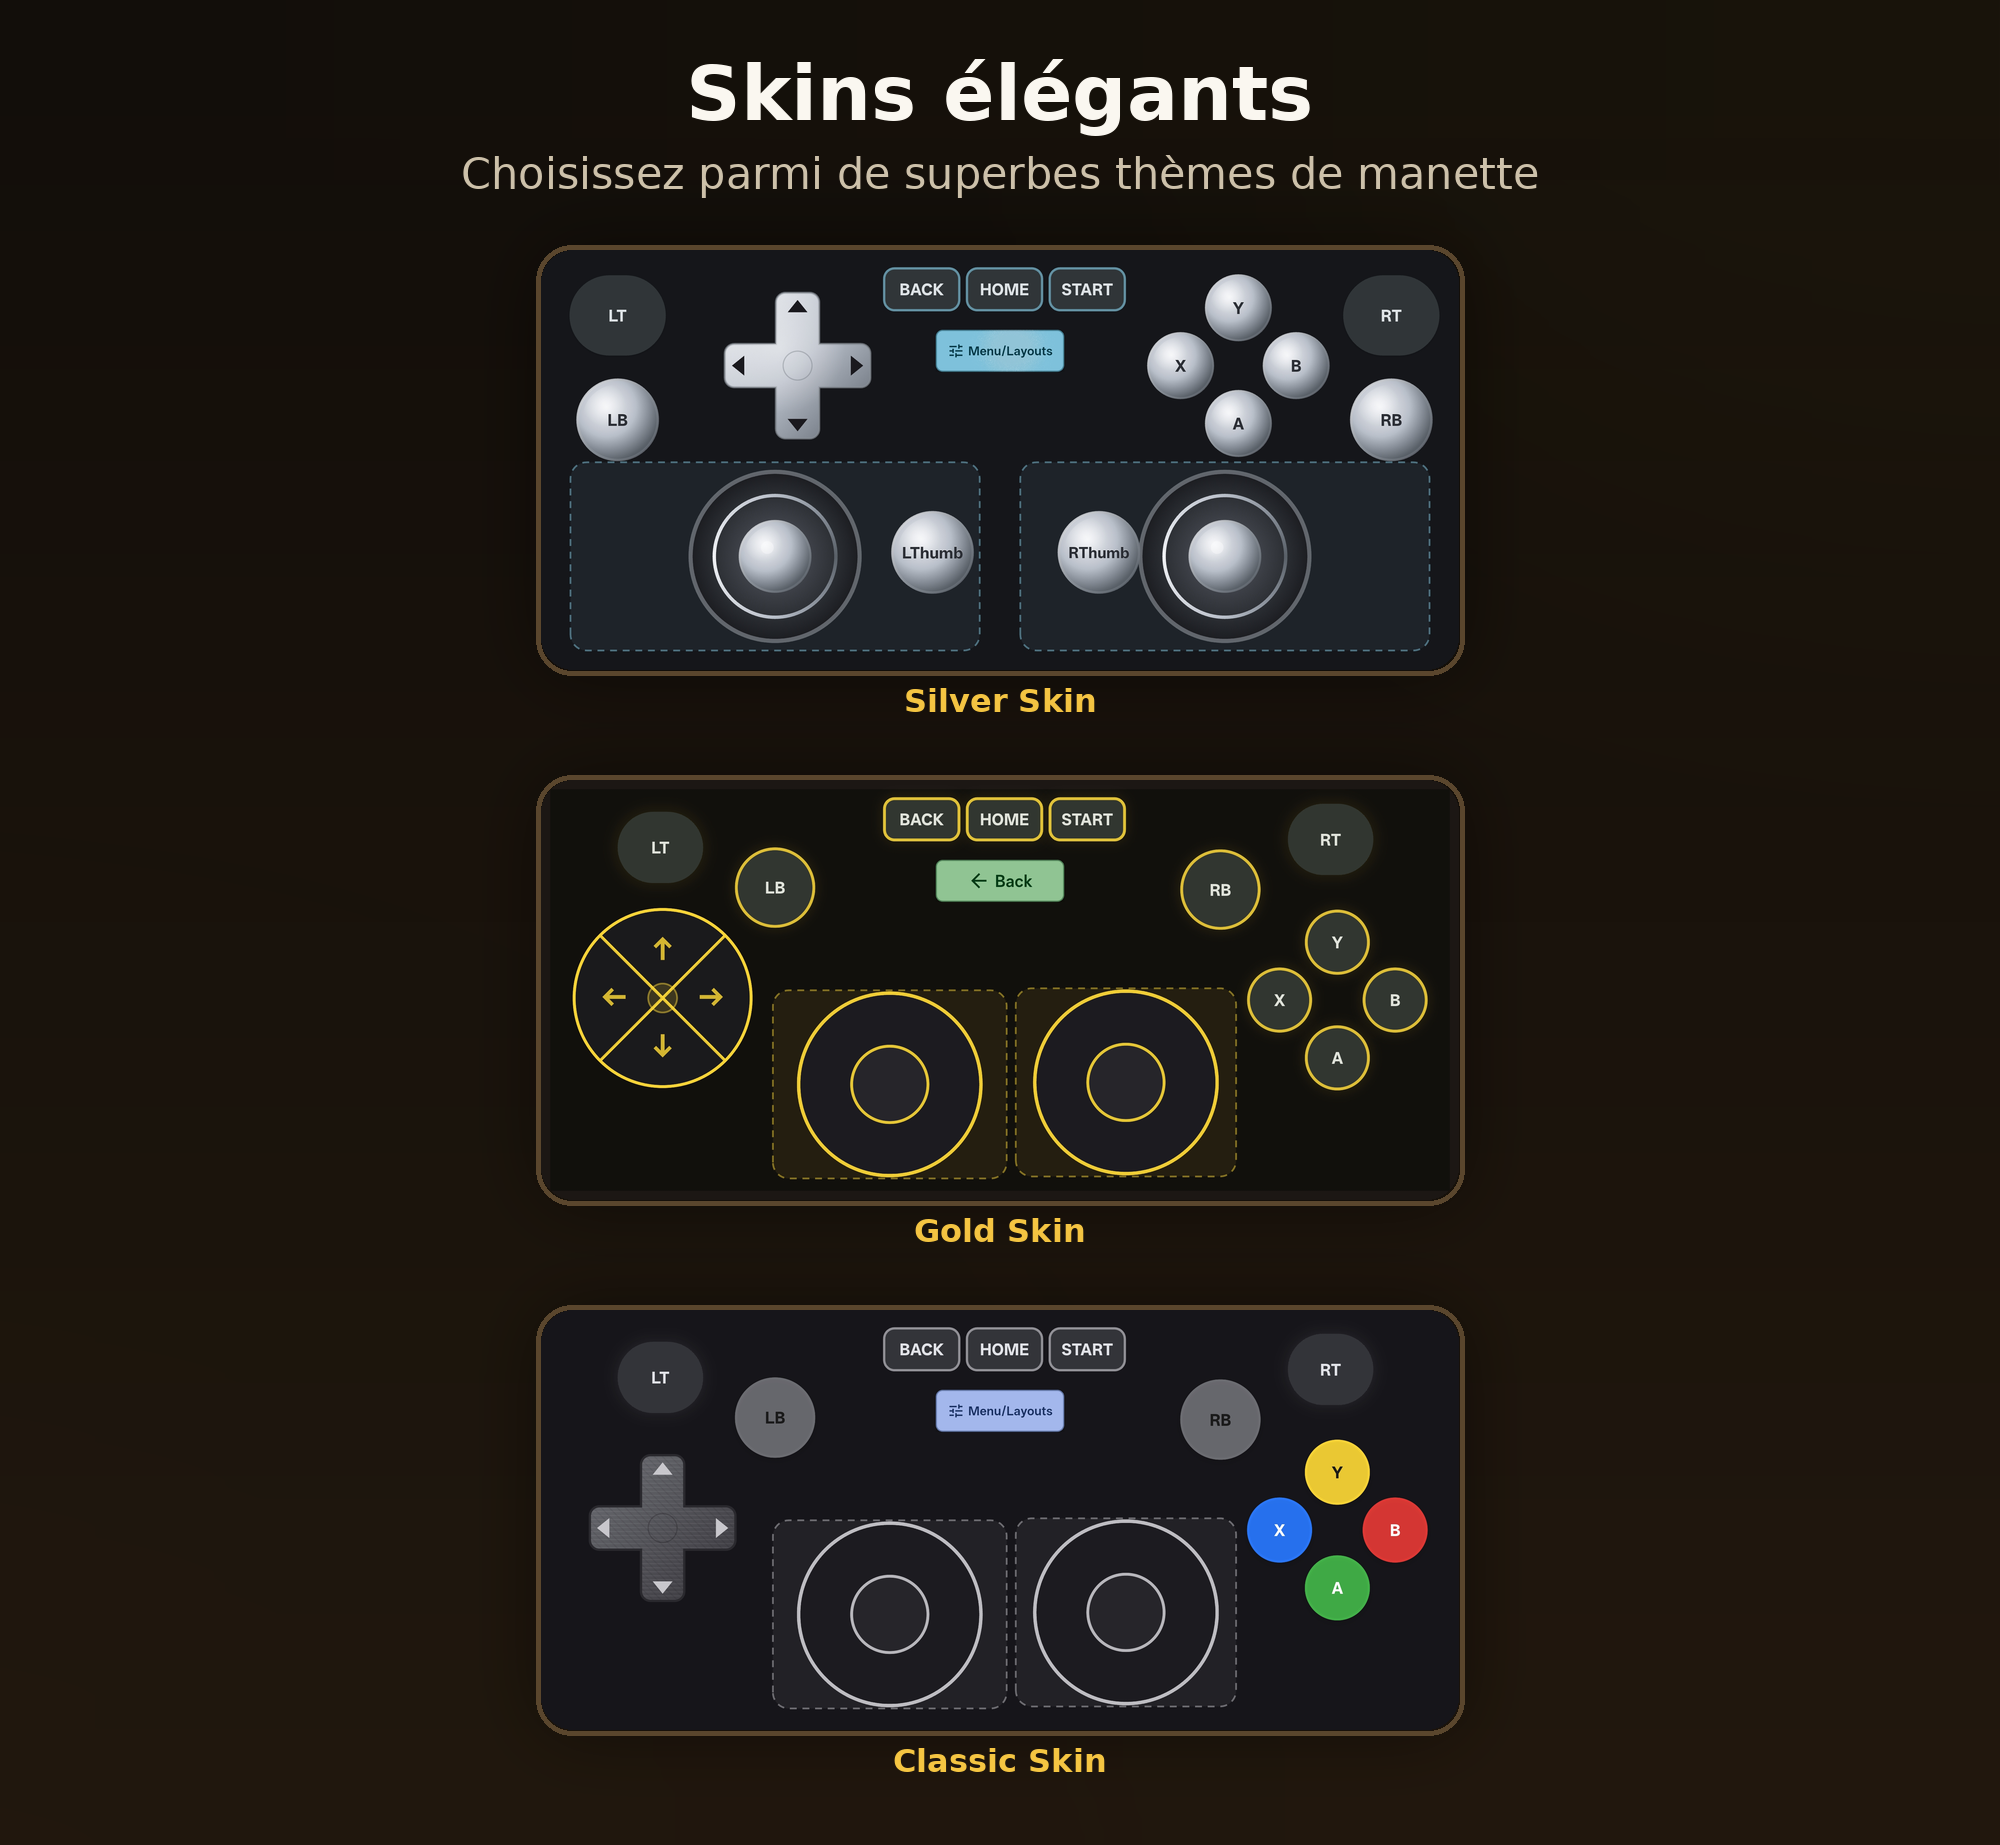 Skins élégants
Choisissez parmi de superbes thèmes de manette
LT
BACK HOME START
Y
RT
Menu/Layouts
X B
LB
A
RB
LThumb
RThumb
Silver Skin
LT
BACK HOME START
RT
LB
Back
RB
Y
X B
A
Gold Skin
LT
BACK HOME START
RT
LB
Menu/Layouts
RB
Y
X B
A
Classic Skin